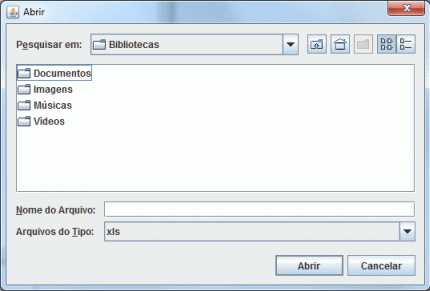 Abrir
Pesquisar em: Bibliotecas
Documentos
Imagens
Músicas
Vídeos
Nome do Arquivo:
Arquivos do Tipo: xls
Abrir Cancelar